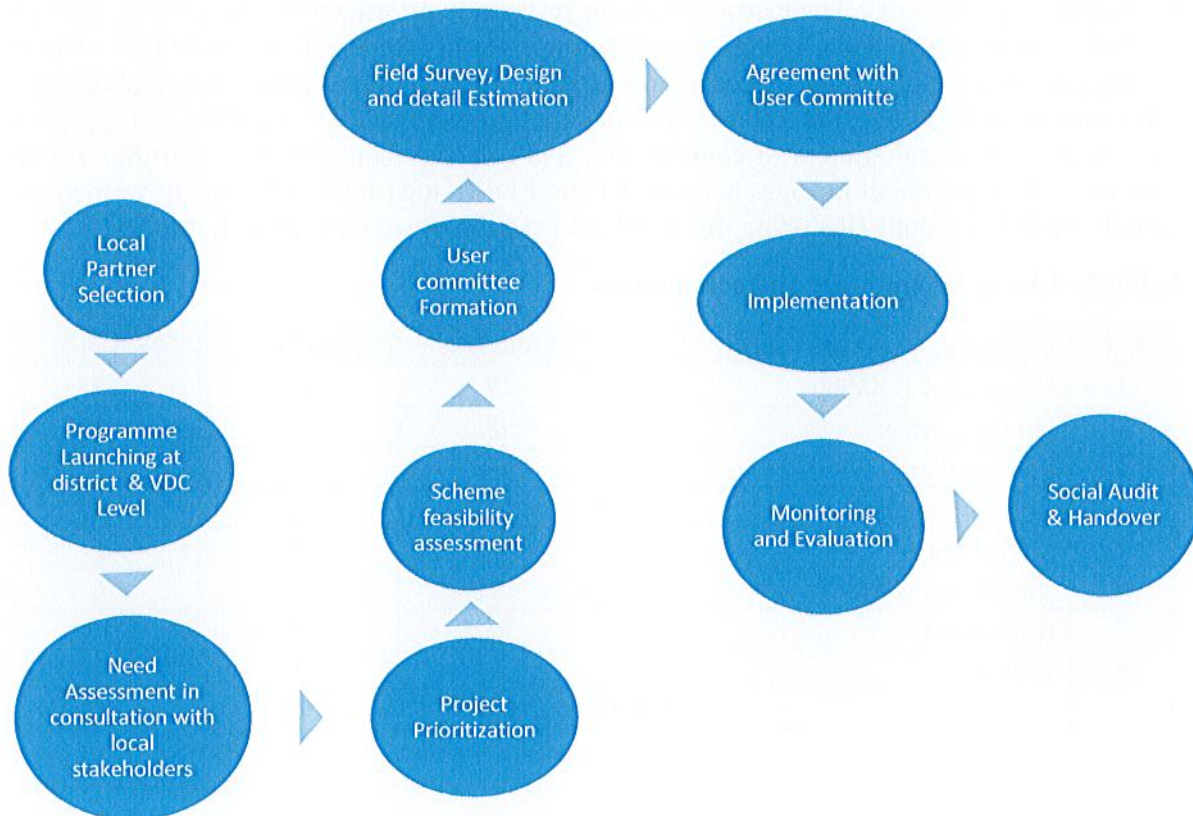 Local
Partner
Selection
Programme
Launching at
district & VDC
Level
Need
Assessment in
consultation with
local
stakeholders
Project
Prioritization
Scheme
feasibility
assessment
User
committee
Formation
Field Survey, Design
and detail Estimation
Agreement with
User Committe
Implementation
Monitoring
and Evaluation
Social Audit
& Handover